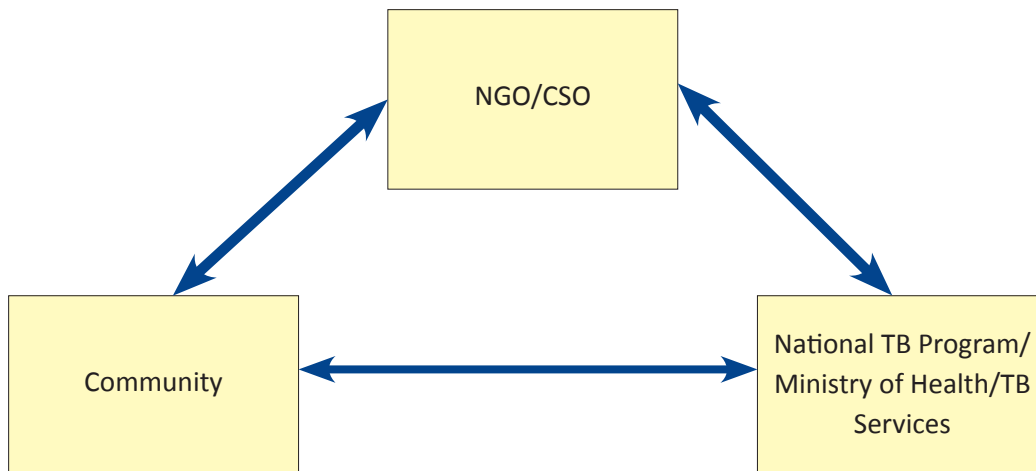 NGO/CSO
Community
National TB Program/
Ministry of Health/TB
Services